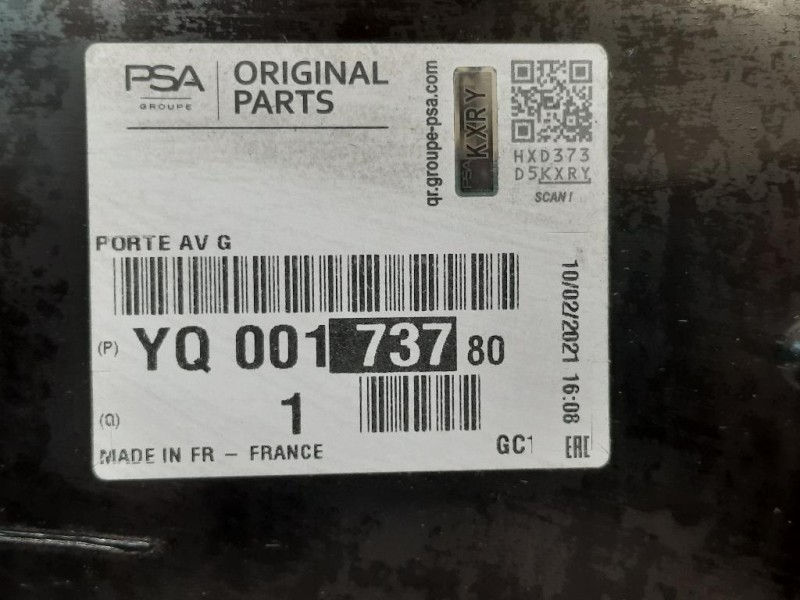 PSA
GROUPE
ORIGINAL
PARTS
qr.groupe-psa.com
PSA KXRY
HXD373
D5KXRY
SCAN!
PORTE AV G
(P) YQ 001 737 80
(Q) 1
MADE IN FR – FRANCE
GC1
10/02/2021 16:08
EAC